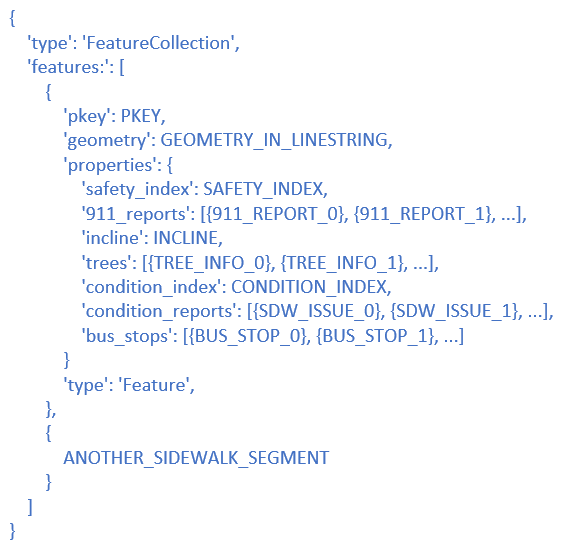 {
'type': 'FeatureCollection',
'features:': [
{
'pkey': PKEY,
'geometry': GEOMETRY_IN_LINESTRING,
'properties': {
'safety_index': SAFETY_INDEX,
'911_reports': [{911_REPORT_0}, {911_REPORT_1}, ...],
'incline': INCLINE,
'trees': [{TREE_INFO_0}, {TREE_INFO_1}, ...],
'condition_index': CONDITION_INDEX,
'condition_reports': [{SDW_ISSUE_0}, {SDW_ISSUE_1}, ...],
'bus_stops': [{BUS_STOP_0}, {BUS_STOP_1}, ...]
}
'type': 'Feature',
},
{
ANOTHER_SIDEWALK_SEGMENT
}
]
}